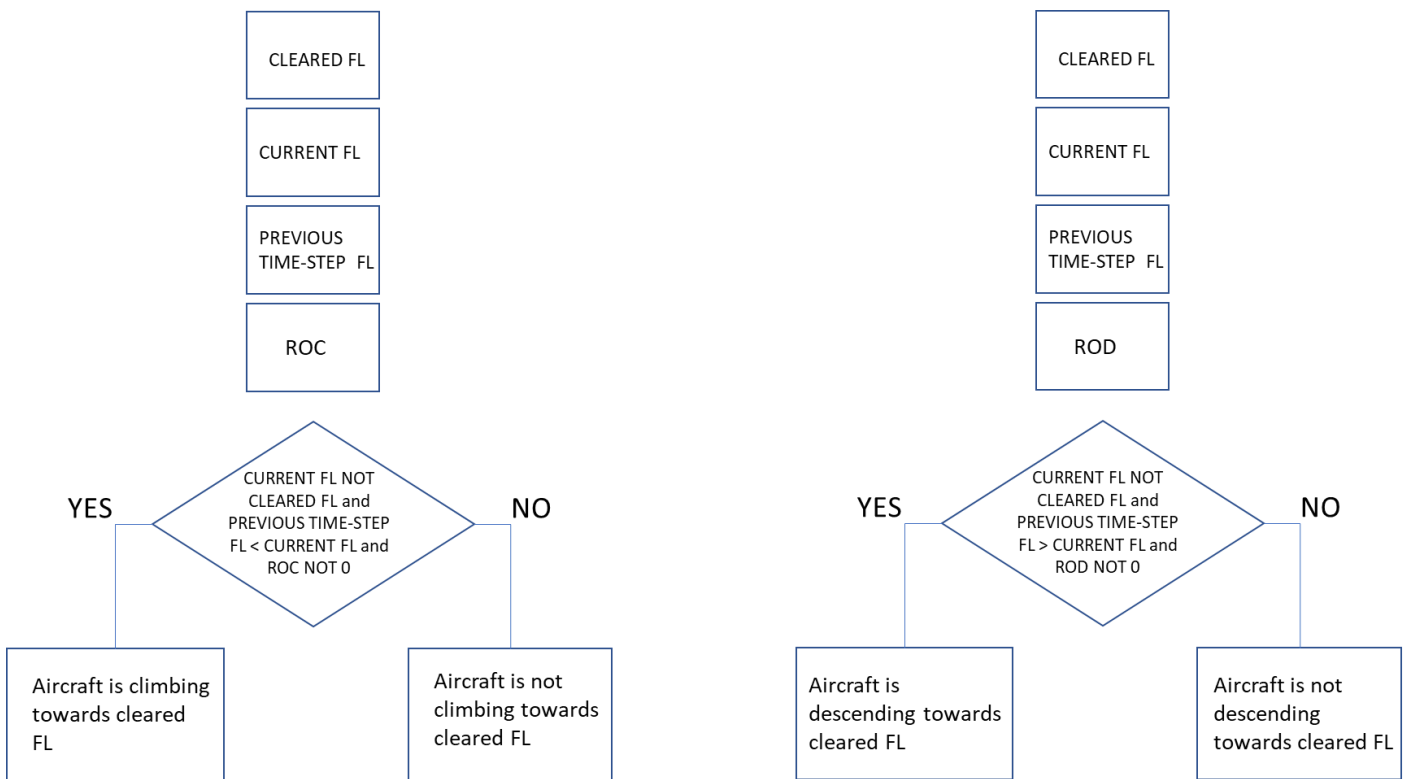 CLEARED FL
CURRENT FL
PREVIOUS
TIME-STEP FL
ROC
CURRENT FL NOT
CLEARED FL and
PREVIOUS TIME-STEP
FL < CURRENT FL and
ROC NOT 0
YES
NO
Aircraft is climbing
towards cleared
FL
Aircraft is not
climbing towards
cleared FL
CLEARED FL
CURRENT FL
PREVIOUS
TIME-STEP FL
ROD
CURRENT FL NOT
CLEARED FL and
PREVIOUS TIME-STEP
FL > CURRENT FL and
ROD NOT 0
YES
NO
Aircraft is
descending towards
cleared FL
Aircraft is not
descending
towards cleared FL